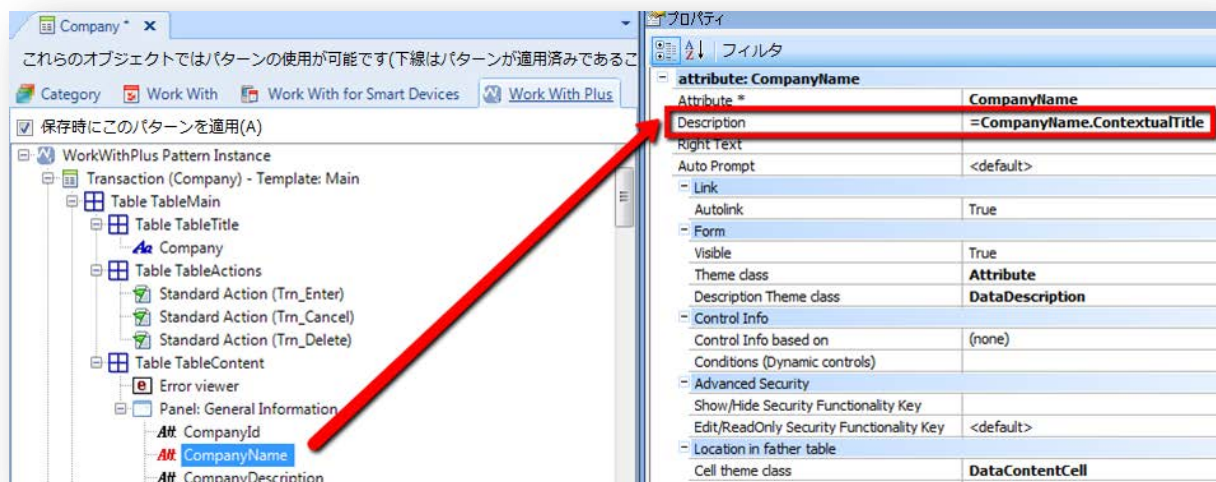 Company *
これらのオブジェクトではパターンの使用が可能です(下線はパターンが適用済みであるこ
Category Work With Work With for Smart Devices Work With Plus
保存時にこのパターンを適用(A)
WorkWithPlus Pattern Instance
Transaction (Company) - Template: Main
Table TableMain
Table TableTitle
Company
Table TableActions
Standard Action (Trn_Enter)
Standard Action (Trn_Cancel)
Standard Action (Trn_Delete)
Table TableContent
Error viewer
Panel: General Information
CompanyId
CompanyName
CompanyDescription
プロパティ
フィルタ
attribute: CompanyName
Attribute * CompanyName
Description =CompanyName.ContextualTitle
Right Text
Auto Prompt <default>
Link
Autolink True
Form
Visible True
Theme class Attribute
Description Theme class DataDescription
Control Info
Control Info based on (none)
Conditions (Dynamic controls)
Advanced Security
Show/Hide Security Functionality Key
Edit/ReadOnly Security Functionality Key <default>
Location in father table
Cell theme class DataContentCell